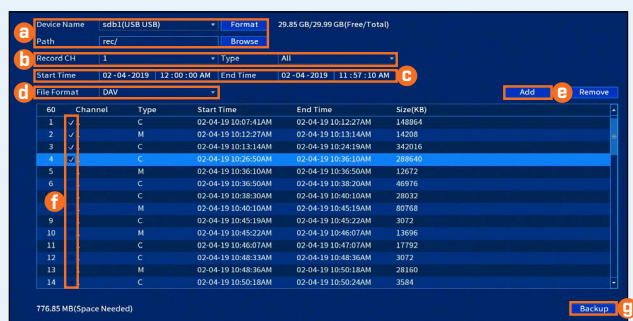 Device Name sdb1(USB USB) Format 29.85 GB/29.99 GB(Free/Total)
a
Path rec/ Browse
b Record CH 1 Type All
Start Time 02 -04 -2019 12 : 00 : 00 AM End Time 02 -04 -2019 11 : 57 : 10 AM c
d File Format DAV Add e Remove
60 Channel Type Start Time End Time Size(KB)
1 C 02-04-19 10:07:41AM 02-04-19 10:12:27AM 148864
2 M 02-04-19 10:12:27AM 02-04-19 10:13:14AM 14208
3 C 02-04-19 10:13:14AM 02-04-19 10:24:19AM 342016
4 C 02-04-19 10:26:50AM 02-04-19 10:36:10AM 288640
5 M 02-04-19 10:36:10AM 02-04-19 10:36:50AM 12672
6 C 02-04-19 10:36:50AM 02-04-19 10:38:20AM 46976
f C 02-04-19 10:38:30AM 02-04-19 10:40:10AM 28032
M 02-04-19 10:40:10AM 02-04-19 10:45:19AM 80768
9 C 02-04-19 10:45:19AM 02-04-19 10:45:22AM 3072
10 M 02-04-19 10:45:22AM 02-04-19 10:46:07AM 13696
11 C 02-04-19 10:46:07AM 02-04-19 10:47:07AM 17792
12 C 02-04-19 10:48:33AM 02-04-19 10:48:36AM 3072
13 M 02-04-19 10:48:36AM 02-04-19 10:50:18AM 28160
14 C 02-04-19 10:50:18AM 02-04-19 10:50:24AM 3584
776.85 MB(Space Needed) Backup g